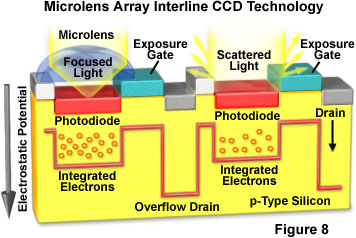 Microlens Array Interline CCD Technology
Microlens
Exposure
Gate
Focused
Light
Scattered
Light
Exposure
Gate
Photodiode
Photodiode
Drain
Electrostatic Potential
Integrated
Electrons
Integrated
Electrons
Overflow Drain
p-Type Silicon
Figure 8